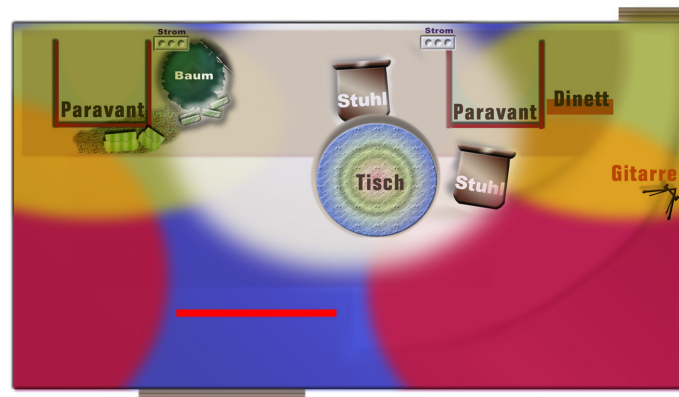 Strom
Strom
Baum
Stuhl
Paravant
Paravant
Dinett
Tisch
Stuhl
Gitarre